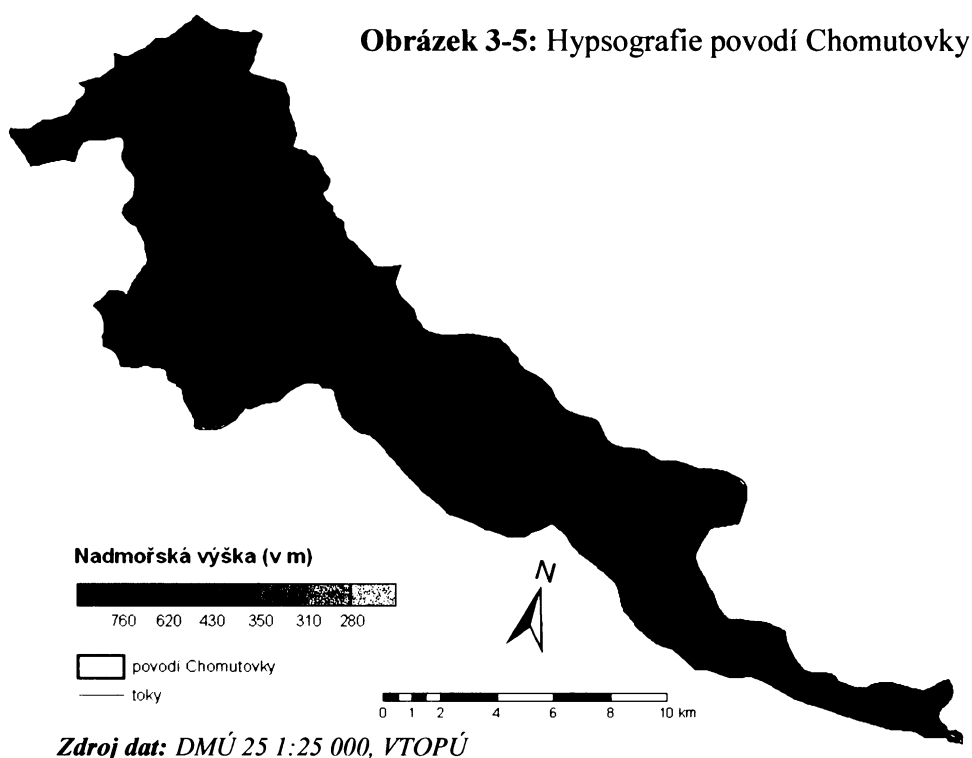 Obrázek 3-5: Hypsografie povodí Chomutovky
Nadmořská výška (v m)
760 620 430 350 310 280
povodí Chomutovky
toky
N
0 1 2 4 6 8 10 km
Zdroj dat: DMÚ 25 1:25 000, VTOPÚ